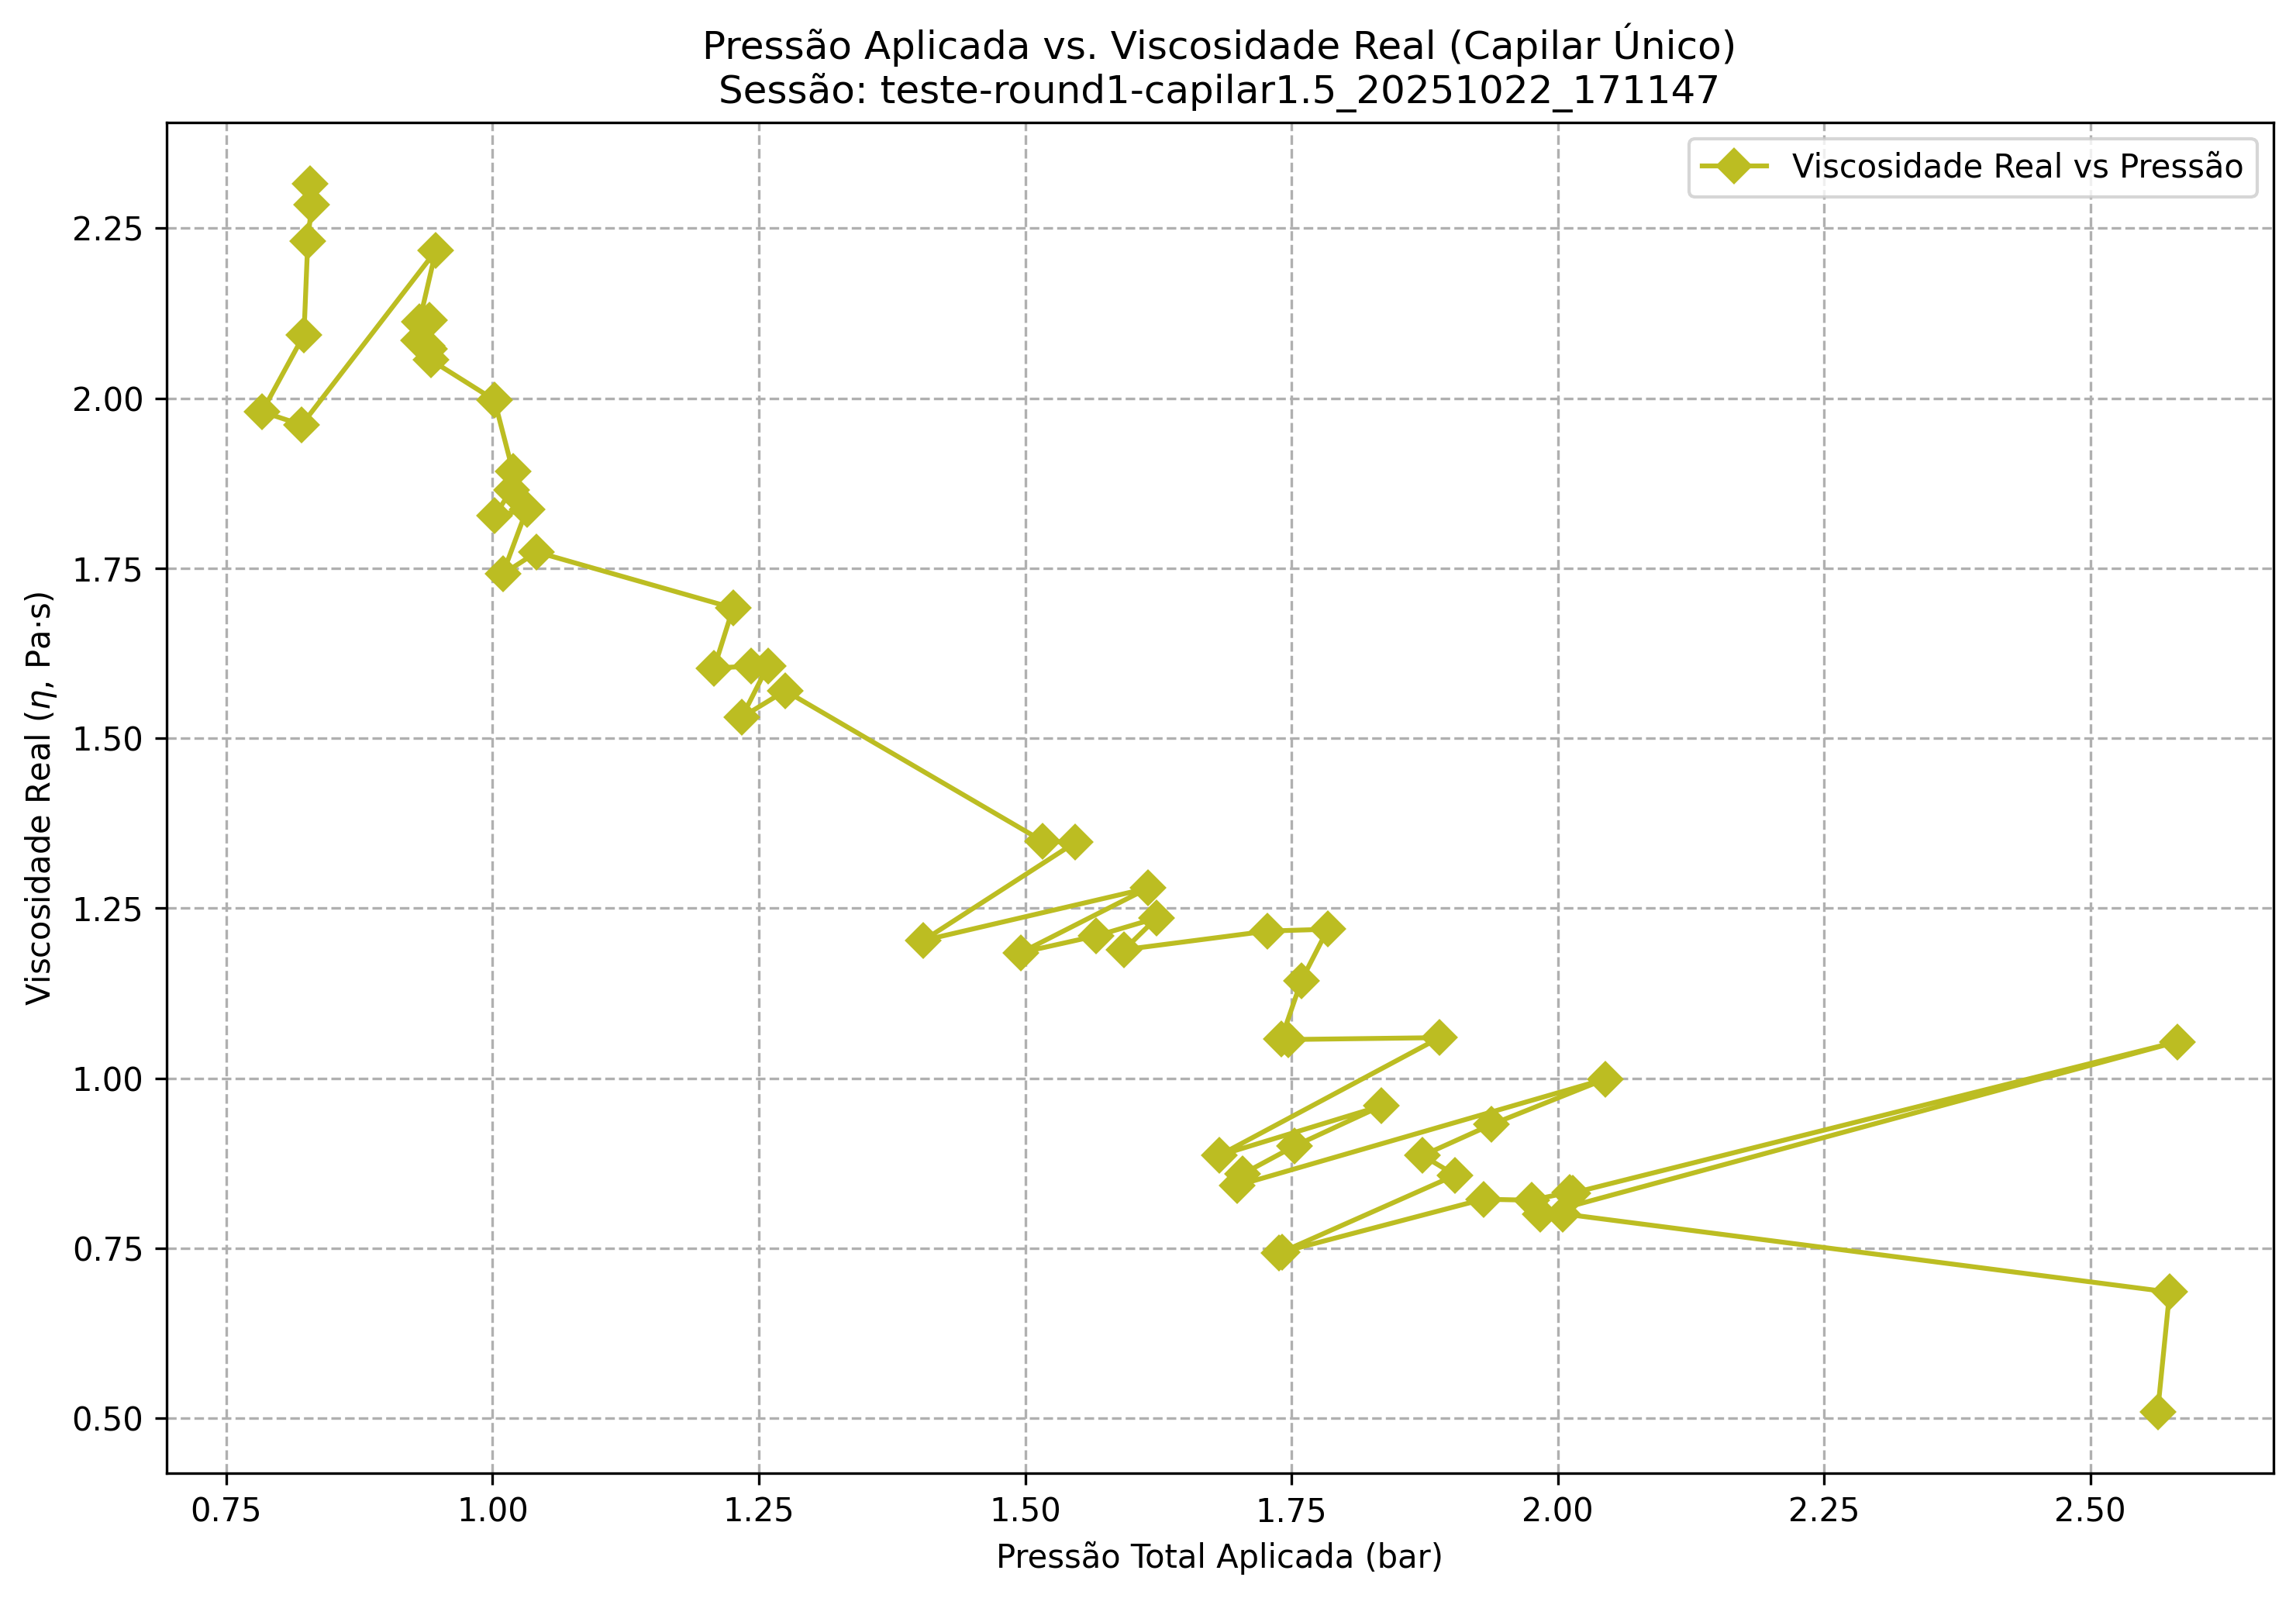 Pressão Aplicada vs. Viscosidade Real (Capilar Único)
Sessão: teste-round1-capilar1.5_20251022_171147
Viscosidade Real vs Pressão
Viscosidade Real (η, Pa·s)
2.25
2.00
1.75
1.50
1.25
1.00
0.75
0.50
0.75 1.00 1.25 1.50 1.75 2.00 2.25 2.50
Pressão Total Aplicada (bar)